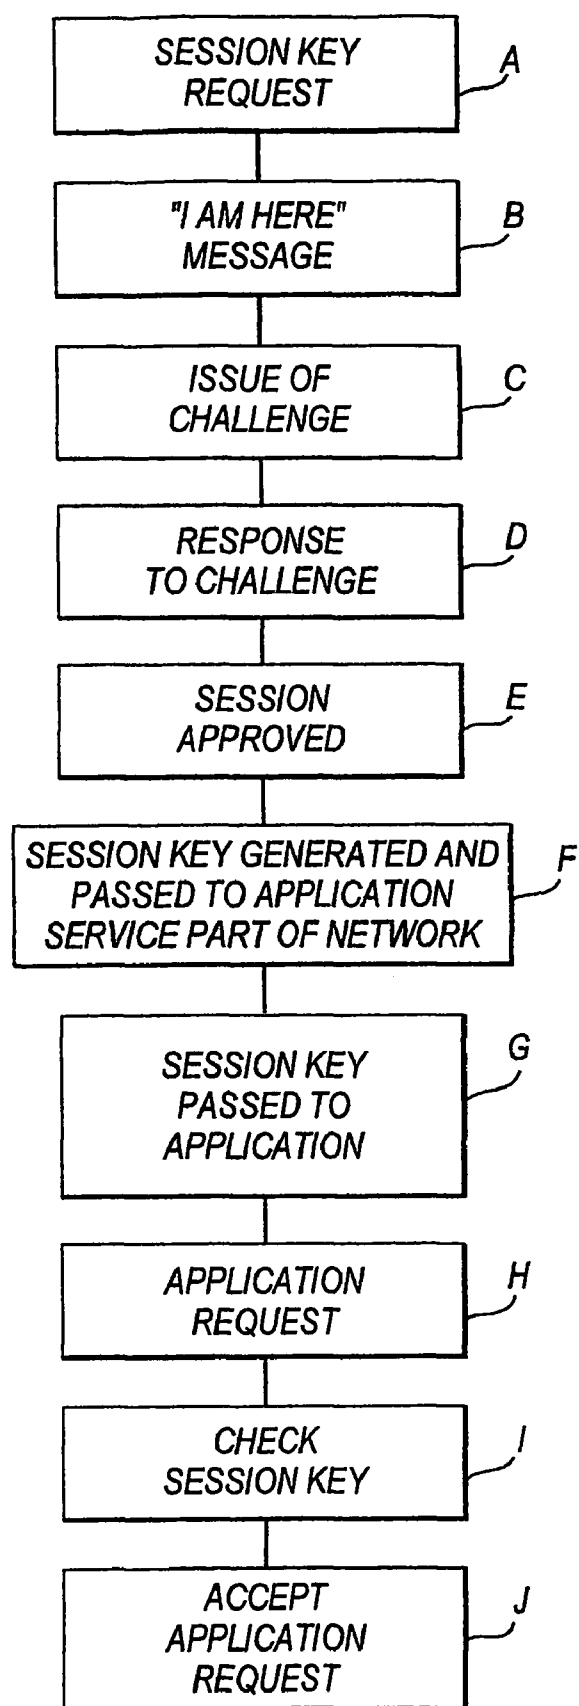 SESSION KEY
REQUEST
A
"I AM HERE"
MESSAGE
B
ISSUE OF
CHALLENGE
C
RESPONSE
TO CHALLENGE
D
SESSION
APPROVED
E
SESSION KEY GENERATED AND
PASSED TO APPLICATION
SERVICE PART OF NETWORK
F
SESSION KEY
PASSED TO
APPLICATION
G
APPLICATION
REQUEST
H
CHECK
SESSION KEY
I
ACCEPT
APPLICATION
REQUEST
J